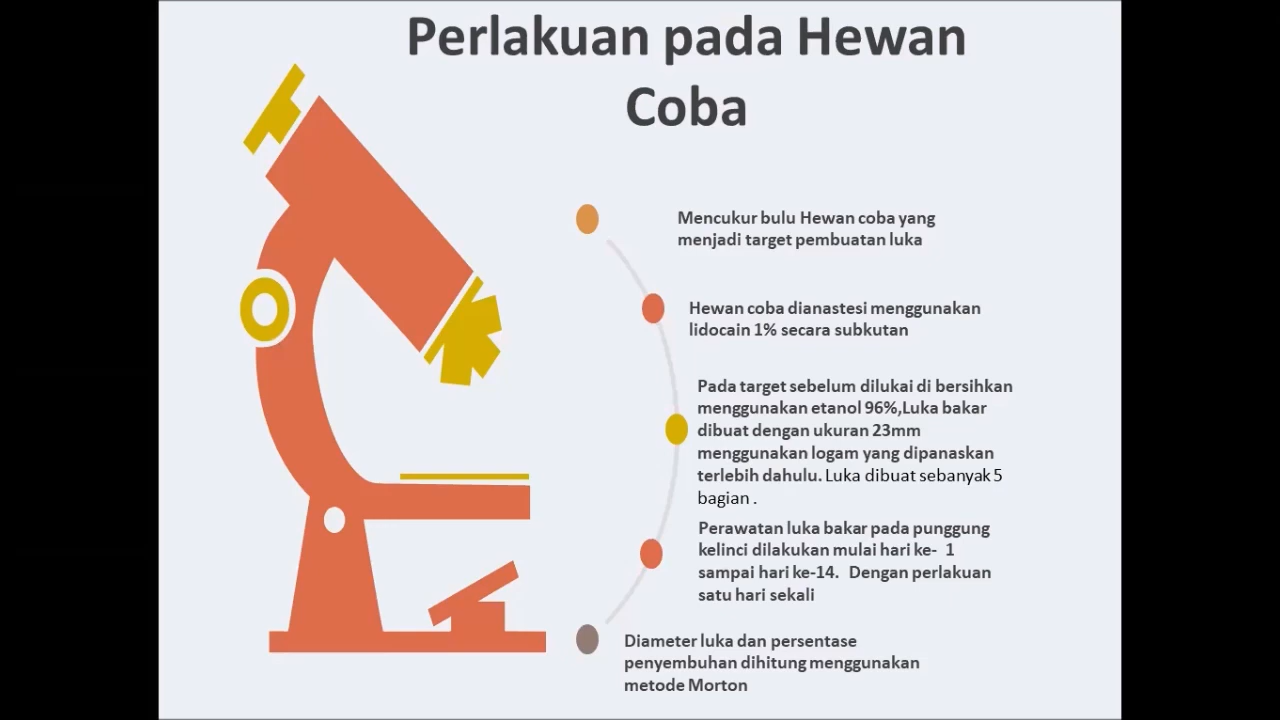 Perlakuan pada Hewan
Coba
Mencukur bulu Hewan coba yang
menjadi target pembuatan luka
Hewan coba dianastesi menggunakan
lidocain 1% secara subkutan
Pada target sebelum dilukai di bersihkan
menggunakan etanol 96%,Luka bakar
dibuat dengan ukuran 23mm
menggunakan logam yang dipanaskan
terlebih dahulu. Luka dibuat sebanyak 5
bagian .
Perawatan luka bakar pada punggung
kelinci dilakukan mulai hari ke- 1
sampai hari ke-14. Dengan perlakuan
satu hari sekali
Diameter luka dan persentase
penyembuhan dihitung menggunakan
metode Morton